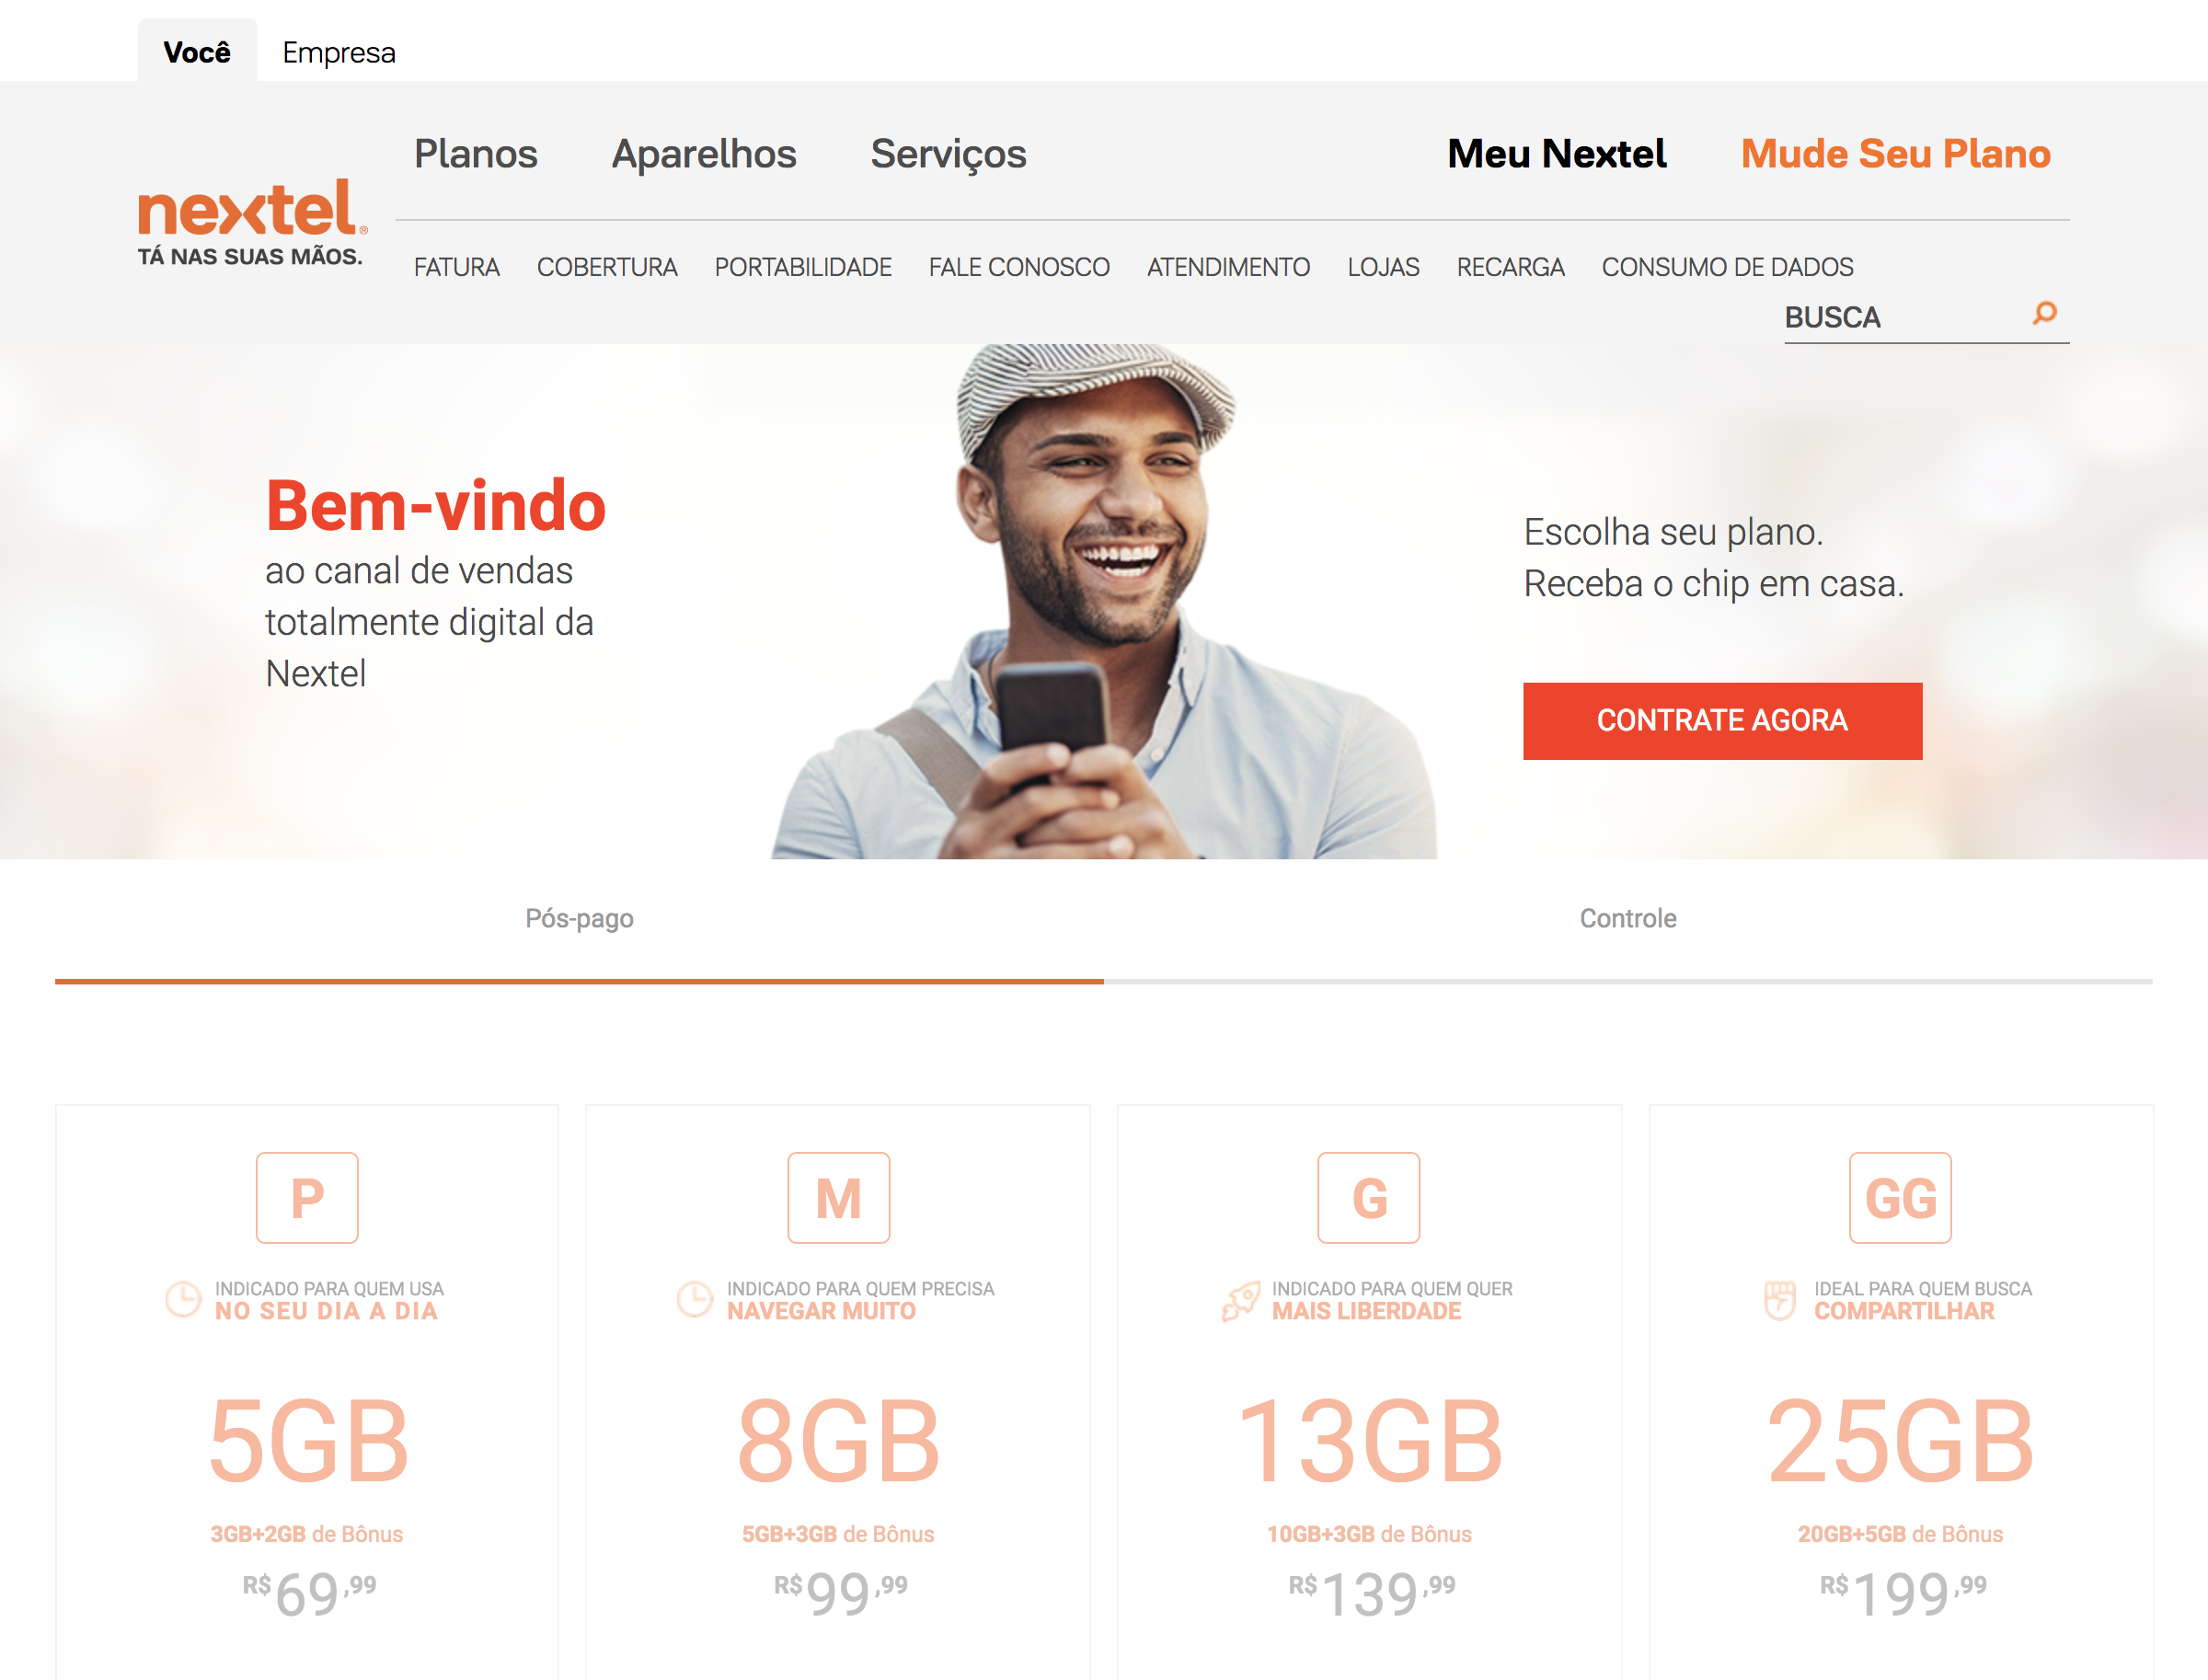 Você Empresa
Planos Aparelhos Serviços Meu Nextel Mude Seu Plano
nextel®
TÁ NAS SUAS MÃOS.
FATURA COBERTURA PORTABILIDADE FALE CONOSCO ATENDIMENTO LOJAS RECARGA CONSUMO DE DADOS
BUSCA
Bem-vindo
ao canal de vendas
totalmente digital da
Nextel
Escolha seu plano.
Receba o chip em casa.
CONTRATE AGORA
Pós-pago Controle
P
INDICADO PARA QUEM USA
NO SEU DIA A DIA
5GB
3GB+2GB de Bônus
R$69,99
M
INDICADO PARA QUEM PRECISA
NAVEGAR MUITO
8GB
5GB+3GB de Bônus
R$99,99
G
INDICADO PARA QUEM QUER
MAIS LIBERDADE
13GB
10GB+3GB de Bônus
R$139,99
GG
IDEAL PARA QUEM BUSCA
COMPARTILHAR
25GB
20GB+5GB de Bônus
R$199,99